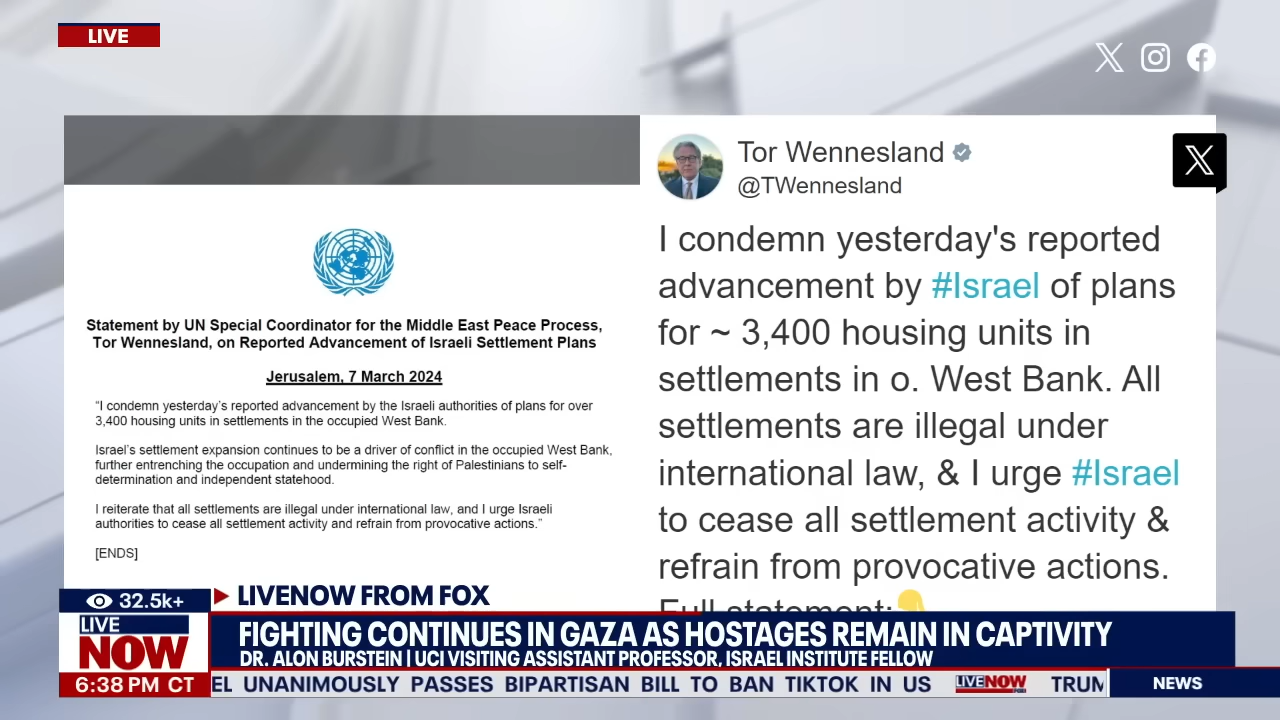 LIVE
Statement by UN Special Coordinator for the Middle East Peace Process,
Tor Wennesland, on Reported Advancement of Israeli Settlement Plans
Jerusalem, 7 March 2024
“I condemn yesterday’s reported advancement by the Israeli authorities of plans for over
3,400 housing units in settlements in the occupied West Bank.
Israel’s settlement expansion continues to be a driver of conflict in the occupied West Bank,
further entrenching the occupation and undermining the right of Palestinians to self-
determination and independent statehood.
I reiterate that all settlements are illegal under international law, and I urge Israeli
authorities to cease all settlement activity and refrain from provocative actions.”
[ENDS]
Tor Wennesland
@TWennesland
I condemn yesterday's reported
advancement by #Israel of plans
for ~ 3,400 housing units in
settlements in o. West Bank. All
settlements are illegal under
international law, & I urge #Israel
to cease all settlement activity &
refrain from provocative actions.
Full statement:
32.5k+
LIVENOW FROM FOX
LIVE
NOW
FIGHTING CONTINUES IN GAZA AS HOSTAGES REMAIN IN CAPTIVITY
DR. ALON BURSTEIN | UCI VISITING ASSISTANT PROFESSOR, ISRAEL INSTITUTE FELLOW
6:38 PM CT
EL UNANIMOUSLY PASSES BIPARTISAN BILL TO BAN TIKTOK IN US LIVENOW FOX TRUM
NEWS